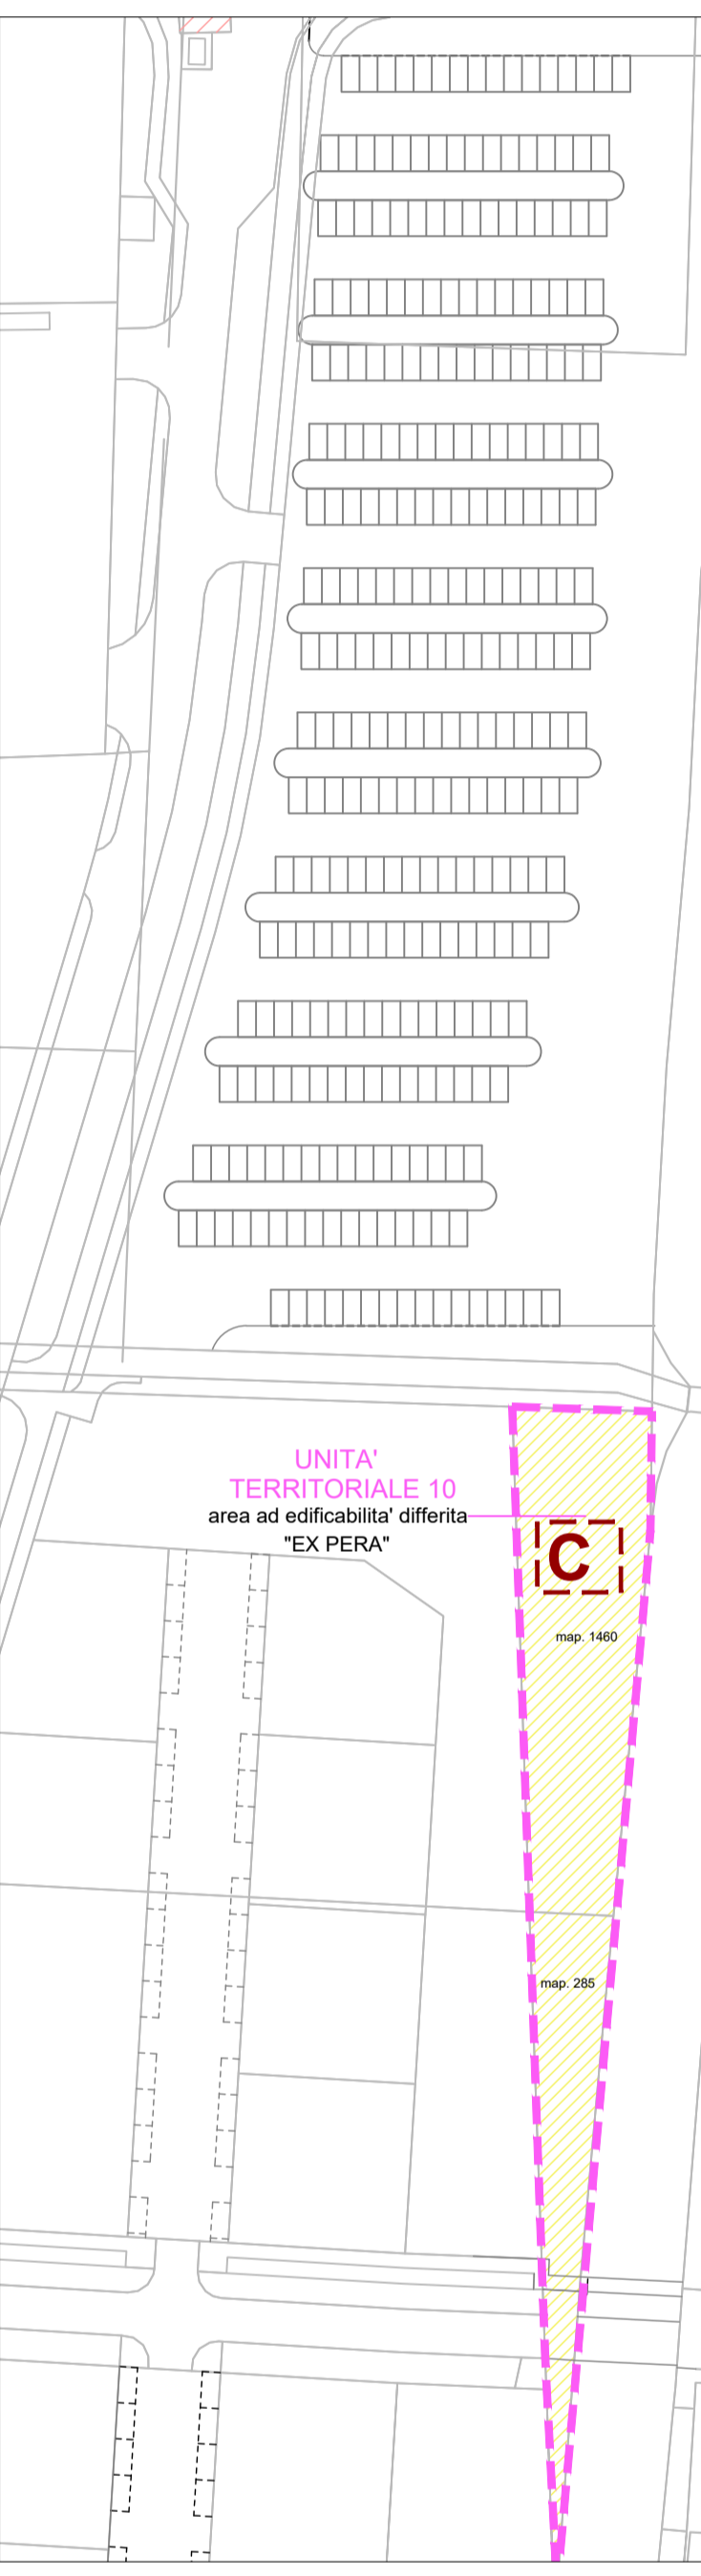 UNITA'
TERRITORIALE 10
area ad edificabilita' differita
"EX PERA"
C
map. 1460
map. 285